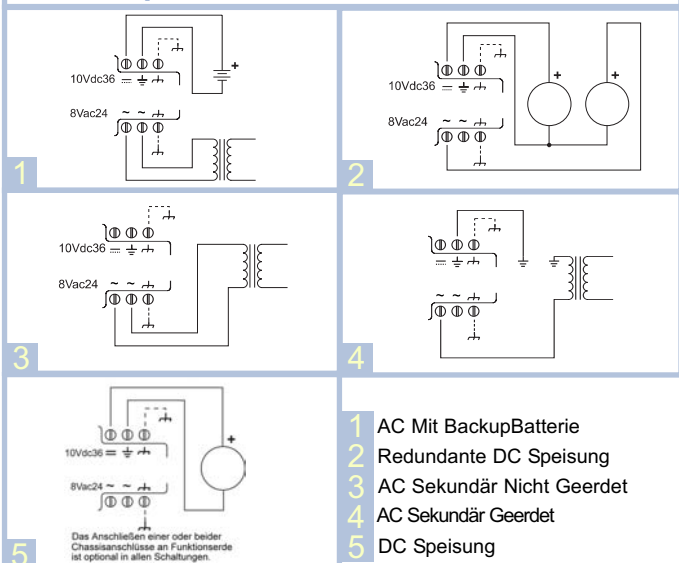 +
10Vdc36
8Vac24
~ ~
1
+ +
10Vdc36
8Vac24
~ ~
2
10Vdc36
8Vac24
~ ~
3
~ ~
4
+
10Vdc36
8Vac24 ~ ~
Das Anschließen einer oder beider
Chassisanschlüsse an Funktionserde
ist optional in allen Schaltungen.
5
1 AC Mit BackupBatterie
2 Redundante DC Speisung
3 AC Sekundär Nicht Geerdet
4 AC Sekundär Geerdet
5 DC Speisung